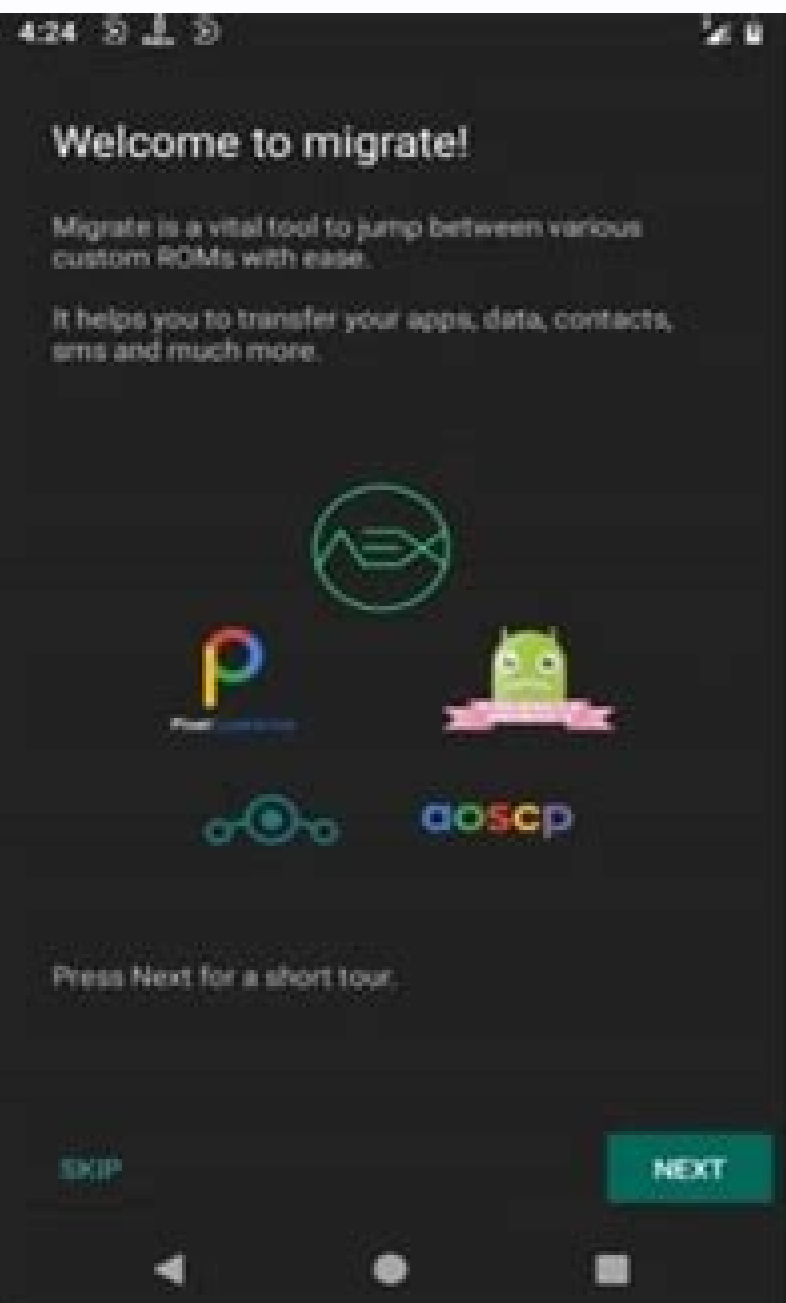 4:24
Welcome to migrate!
Migrate is a vital tool to jump between various
custom ROMs with ease.
It helps you to transfer your apps, data, contacts,
sms and much more.
AEX
Pixel
aoscp
Press Next for a short tour.
SKIP
NEXT